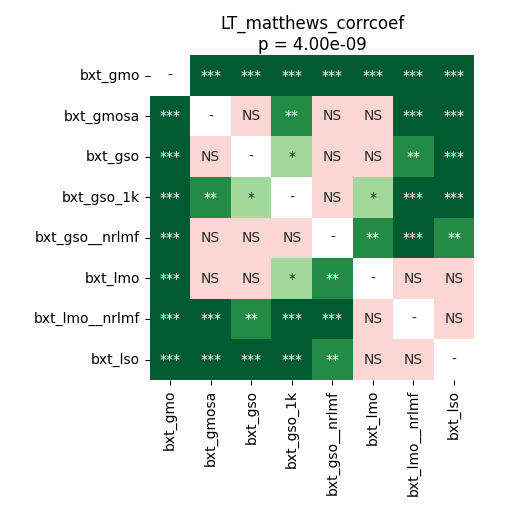 LT_matthews_corrcoef
p = 4.00e-09
bxt_gmo - *** *** *** *** *** *** ***
bxt_gmosa *** - NS ** NS NS *** ***
bxt_gso *** NS - * NS NS ** ***
bxt_gso_1k *** ** * - NS * *** ***
bxt_gso__nrlmf *** NS NS NS - ** *** **
bxt_lmo *** NS NS * ** - NS NS
bxt_lmo__nrlmf *** *** ** *** *** NS - NS
bxt_lso *** *** *** *** ** NS NS -
bxt_gmo
bxt_gmosa
bxt_gso
bxt_gso_1k
bxt_gso__nrlmf
bxt_lmo
bxt_lmo__nrlmf
bxt_lso